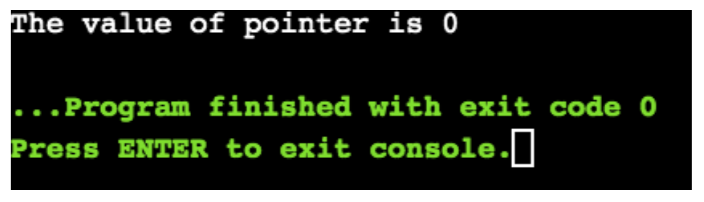 The value of pointer is 0
...Program finished with exit code 0
Press ENTER to exit console.